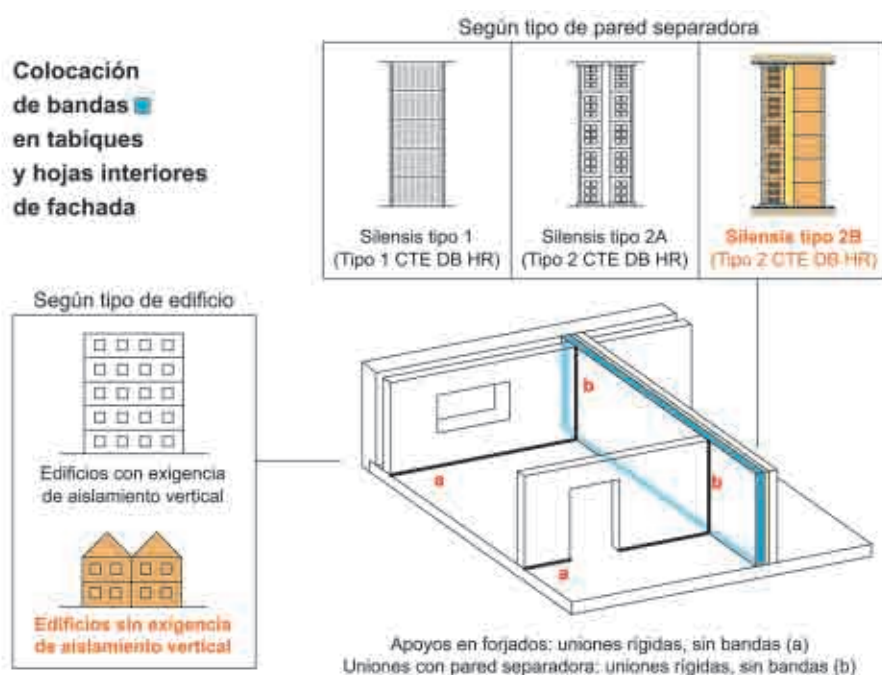 Colocación
de bandas
en tabiques
y hojas interiores
de fachada
Según tipo de pared separadora
Silensis tipo 1
(Tipo 1 CTE DB HR)
Silensis tipo 2A
(Tipo 2 CTE DB HR)
Silensis tipo 2B
(Tipo 2 CTE DB HR)
Según tipo de edificio
Edificios con exigencia
de aislamiento vertical
Edificios sin exigencia
de aislamiento vertical
b
a
b
a
Apoyos en forjados: uniones rígidas, sin bandas (a)
Uniones con pared separadora: uniones rígidas, sin bandas (b)